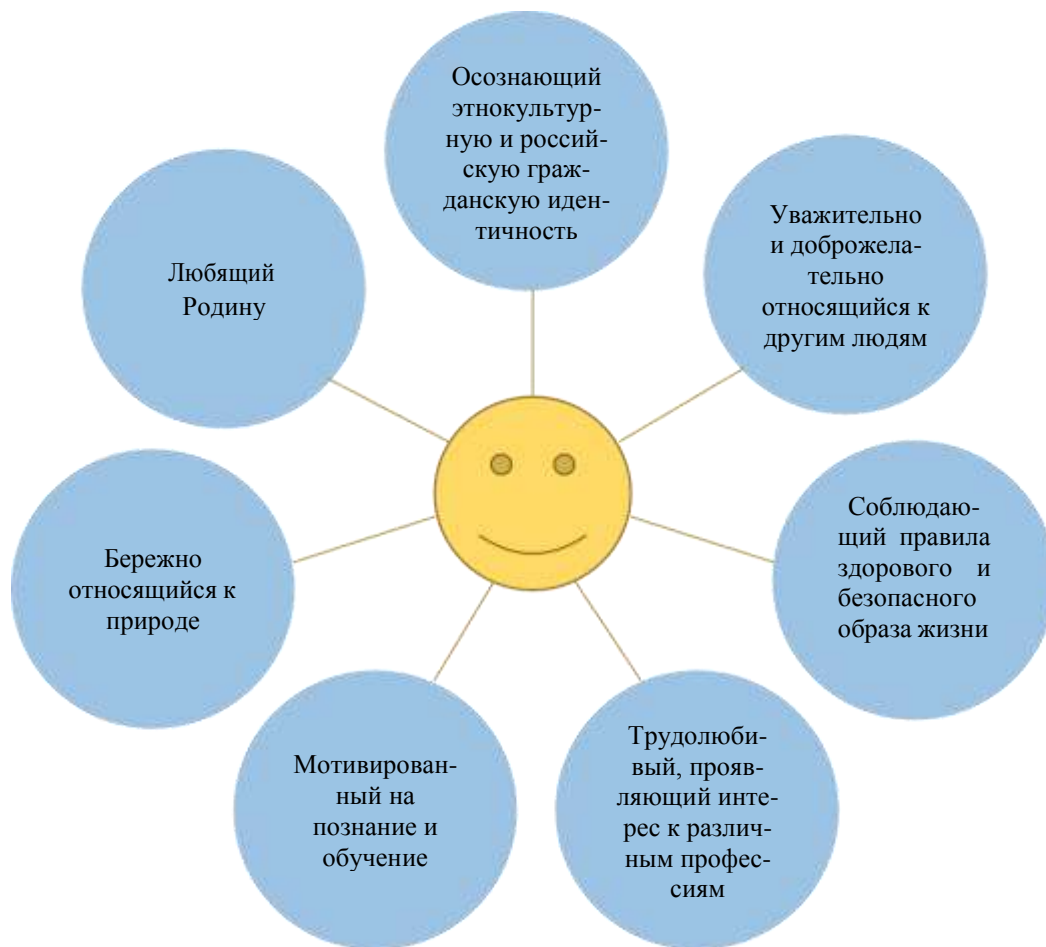 Осознающий
этнокультур-
ную и россий-
скую граж-
данскую иден-
тичность
Уважительно
и доброжела-
тельно
относящийся к
другим людям
Соблюдаю-
щий правила
здорового и
безопасного
образа жизни
Трудолюби-
вый, прояв-
ляющий инте-
рес к различ-
ным профес-
сиям
Мотивирован-
ный на
познание и
обучение
Бережно
относящийся к
природе
Любящий
Родину